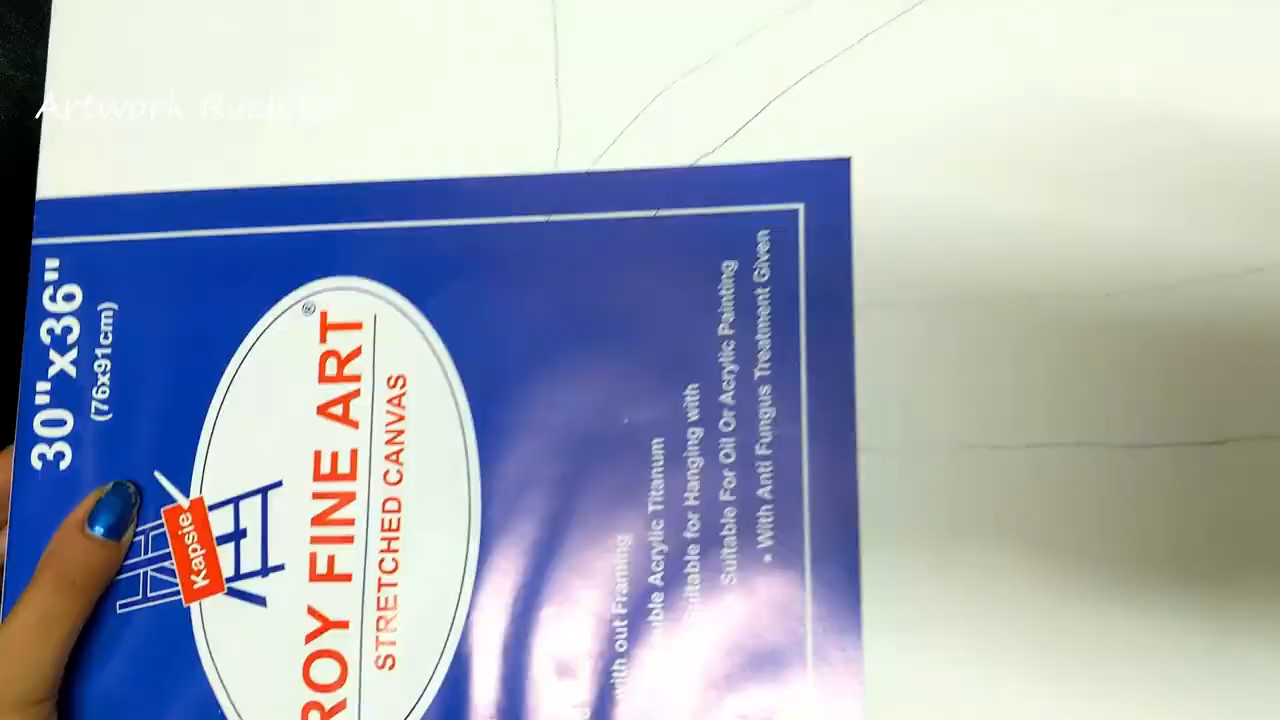 Artwork Ruchika
30"x36"
(76x91cm)
Kapsie
ROY FINE ART®
STRETCHED CANVAS
with out Framing
Acrylic Titanum
for Hanging with
Suitable For Oil Or Acrylic Painting
• With Anti Fungus Treatment Given